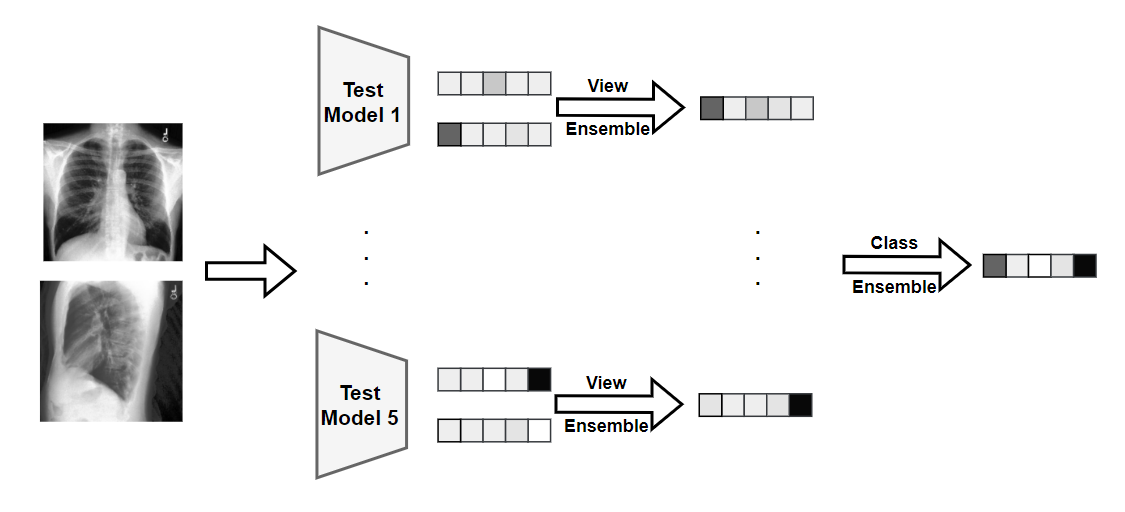 Test
Model 1
View
Ensemble
.
.
.
.
.
.
Class
Ensemble
Test
Model 5
View
Ensemble